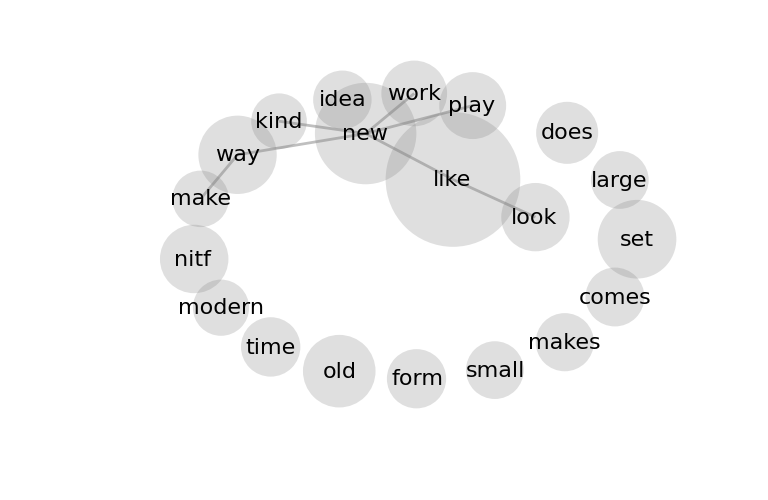 work
idea
play
kind
new
does
way
like
large
make
look
set
nitf
comes
modern
makes
time
small
old
form